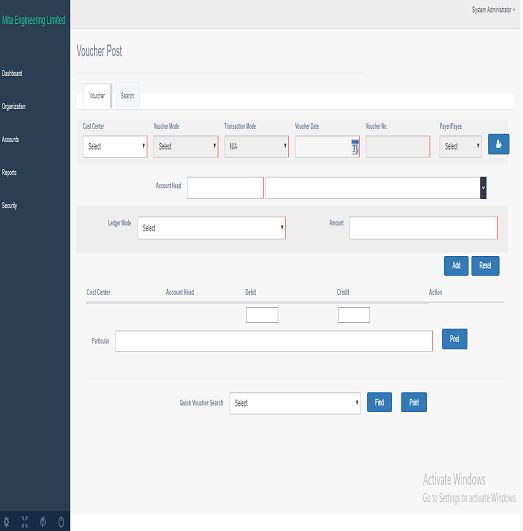 System Administrator
Mita Engineering Limited
Voucher Post
Dashboard
Organization
Accounts
Reports
Security
Voucher Search
Cost Center Voucher Mode Transaction Mode Voucher Date Voucher No. Payer/Payee
Select Select N/A Select
Account Head
Ledger Mode Select Amount
Add Reset
Cost Center Account Head Debit Credit Action
Particular Post
Quick Voucher Search Select Find Print
Activate Windows
Go to Settings to activate Windows.